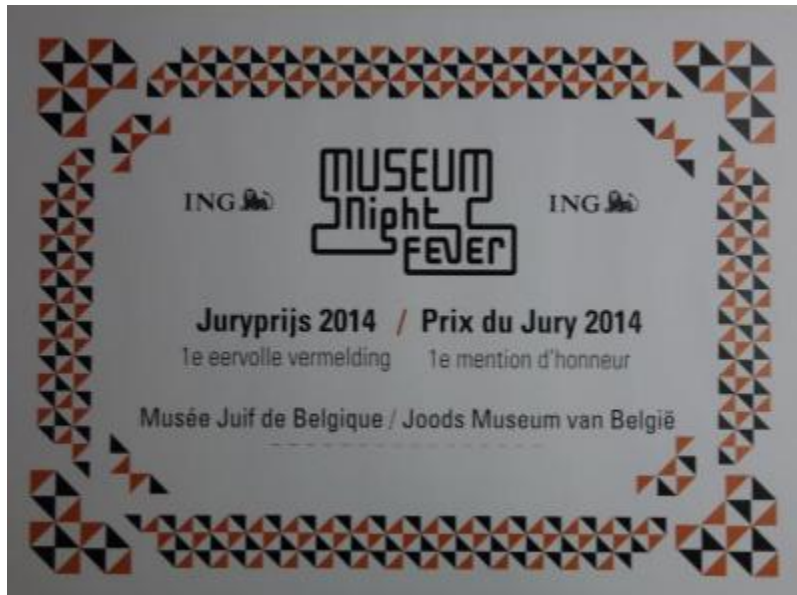 MUSEUM
ING Night ING
FEVER
Juryprijs 2014 / Prix du Jury 2014
1e eervolle vermelding 1e mention d'honneur
Musée Juif de Belgique / Joods Museum van België